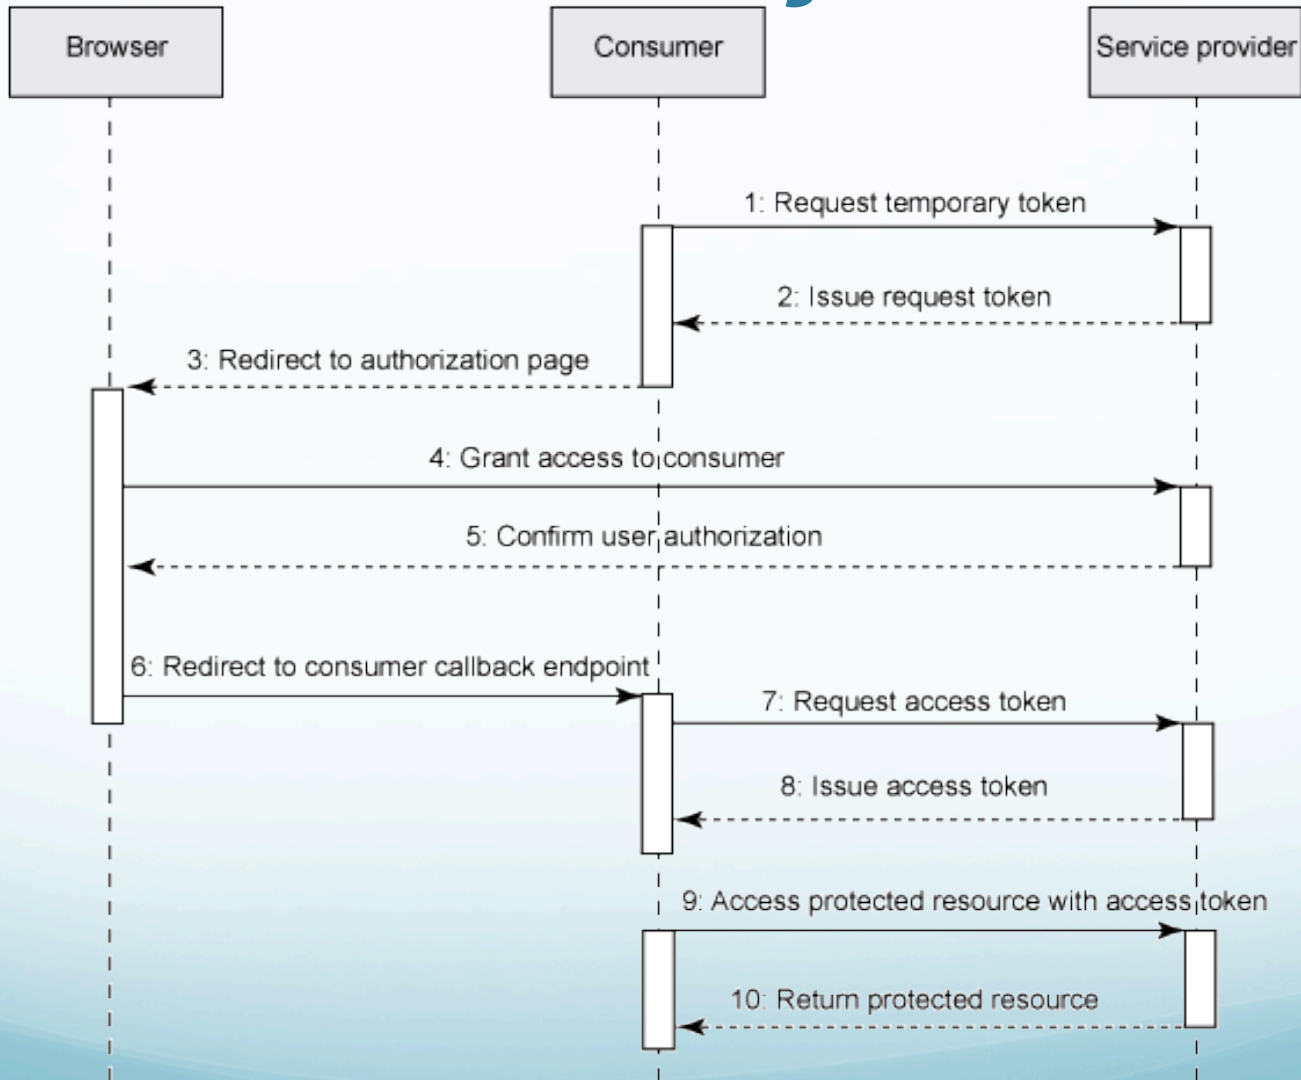 Browser
Consumer
Service provider
1: Request temporary token
2: Issue request token
3: Redirect to authorization page
4: Grant access to consumer
5: Confirm user authorization
6: Redirect to consumer callback endpoint
7: Request access token
8: Issue access token
9: Access protected resource with access token
10: Return protected resource